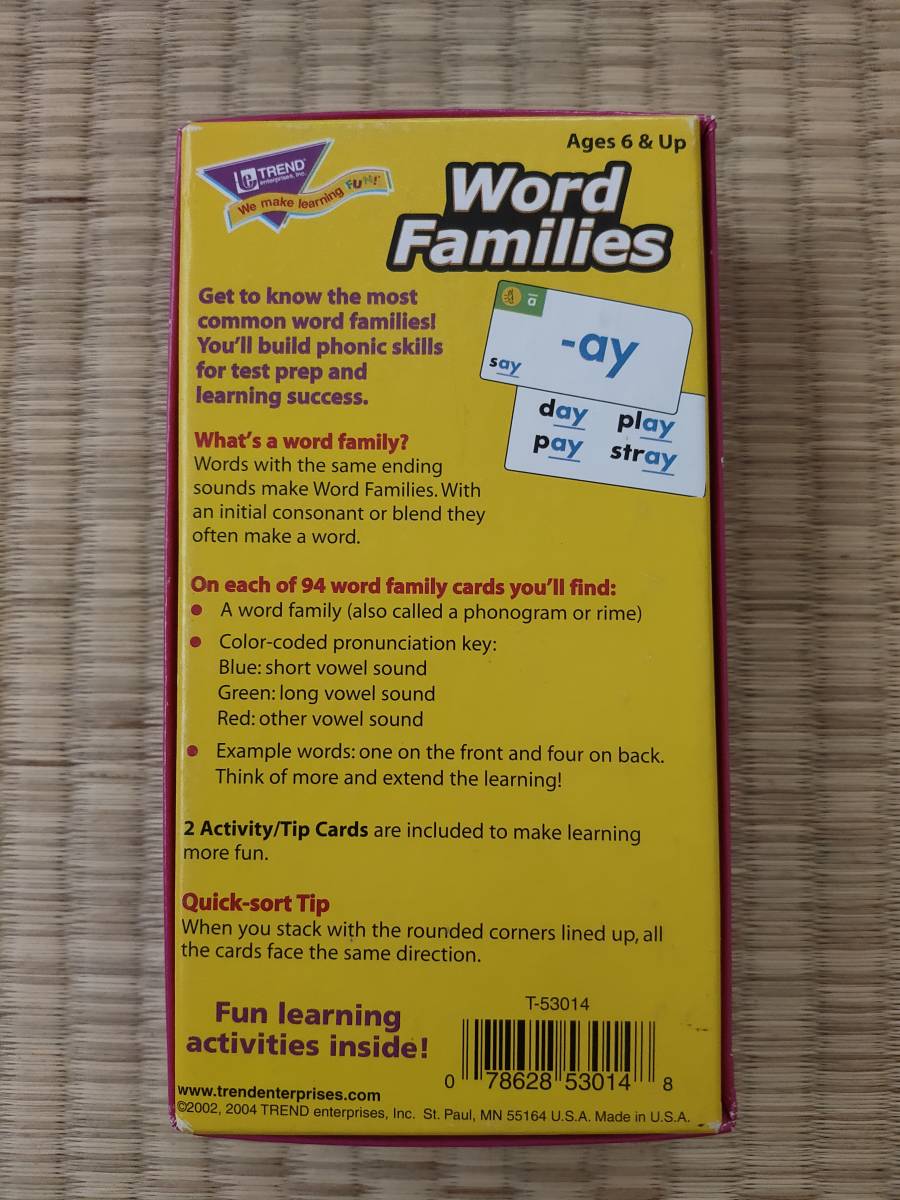 Ages 6 & Up
TREND
enterprises, Inc.
We make learning FUN!
Word
Families
Get to know the most
common word families!
You'll build phonic skills
for test prep and
learning success.
ā
-ay
say
day play
pay stray
What's a word family?
Words with the same ending
sounds make Word Families. With
an initial consonant or blend they
often make a word.
On each of 94 word family cards you'll find:
• A word family (also called a phonogram or rime)
• Color-coded pronunciation key:
Blue: short vowel sound
Green: long vowel sound
Red: other vowel sound
• Example words: one on the front and four on back.
Think of more and extend the learning!
2 Activity/Tip Cards are included to make learning
more fun.
Quick-sort Tip
When you stack with the rounded corners lined up, all
the cards face the same direction.
Fun learning
activities inside!
T-53014
0 78628 53014 8
www.trendenterprises.com
©2002, 2004 TREND enterprises, Inc. St. Paul, MN 55164 U.S.A. Made in U.S.A.